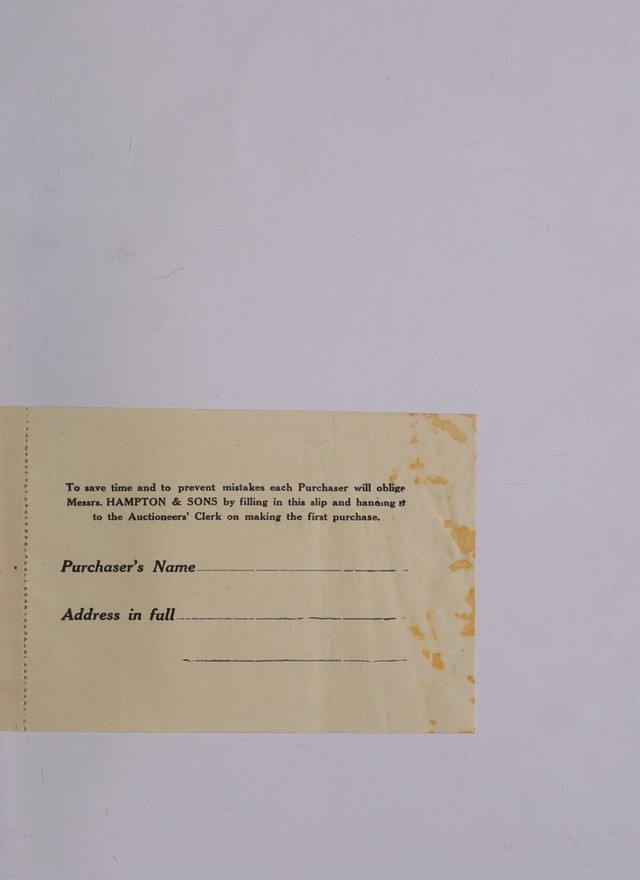 To save time and to prevent mistakes each Purchaser will oblige
Messrs. HAMPTON & SONS by filling in this slip and handing it
to the Auctioneers' Clerk on making the first purchase.
Purchaser's Name
Address in full